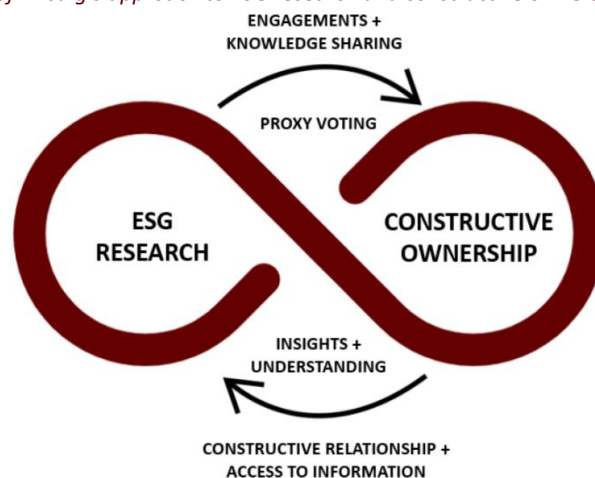 ENGAGEMENTS +
KNOWLEDGE SHARING
PROXY VOTING
ESG
RESEARCH
CONSTRUCTIVE
OWNERSHIP
INSIGHTS +
UNDERSTANDING
CONSTRUCTIVE RELATIONSHIP +
ACCESS TO INFORMATION